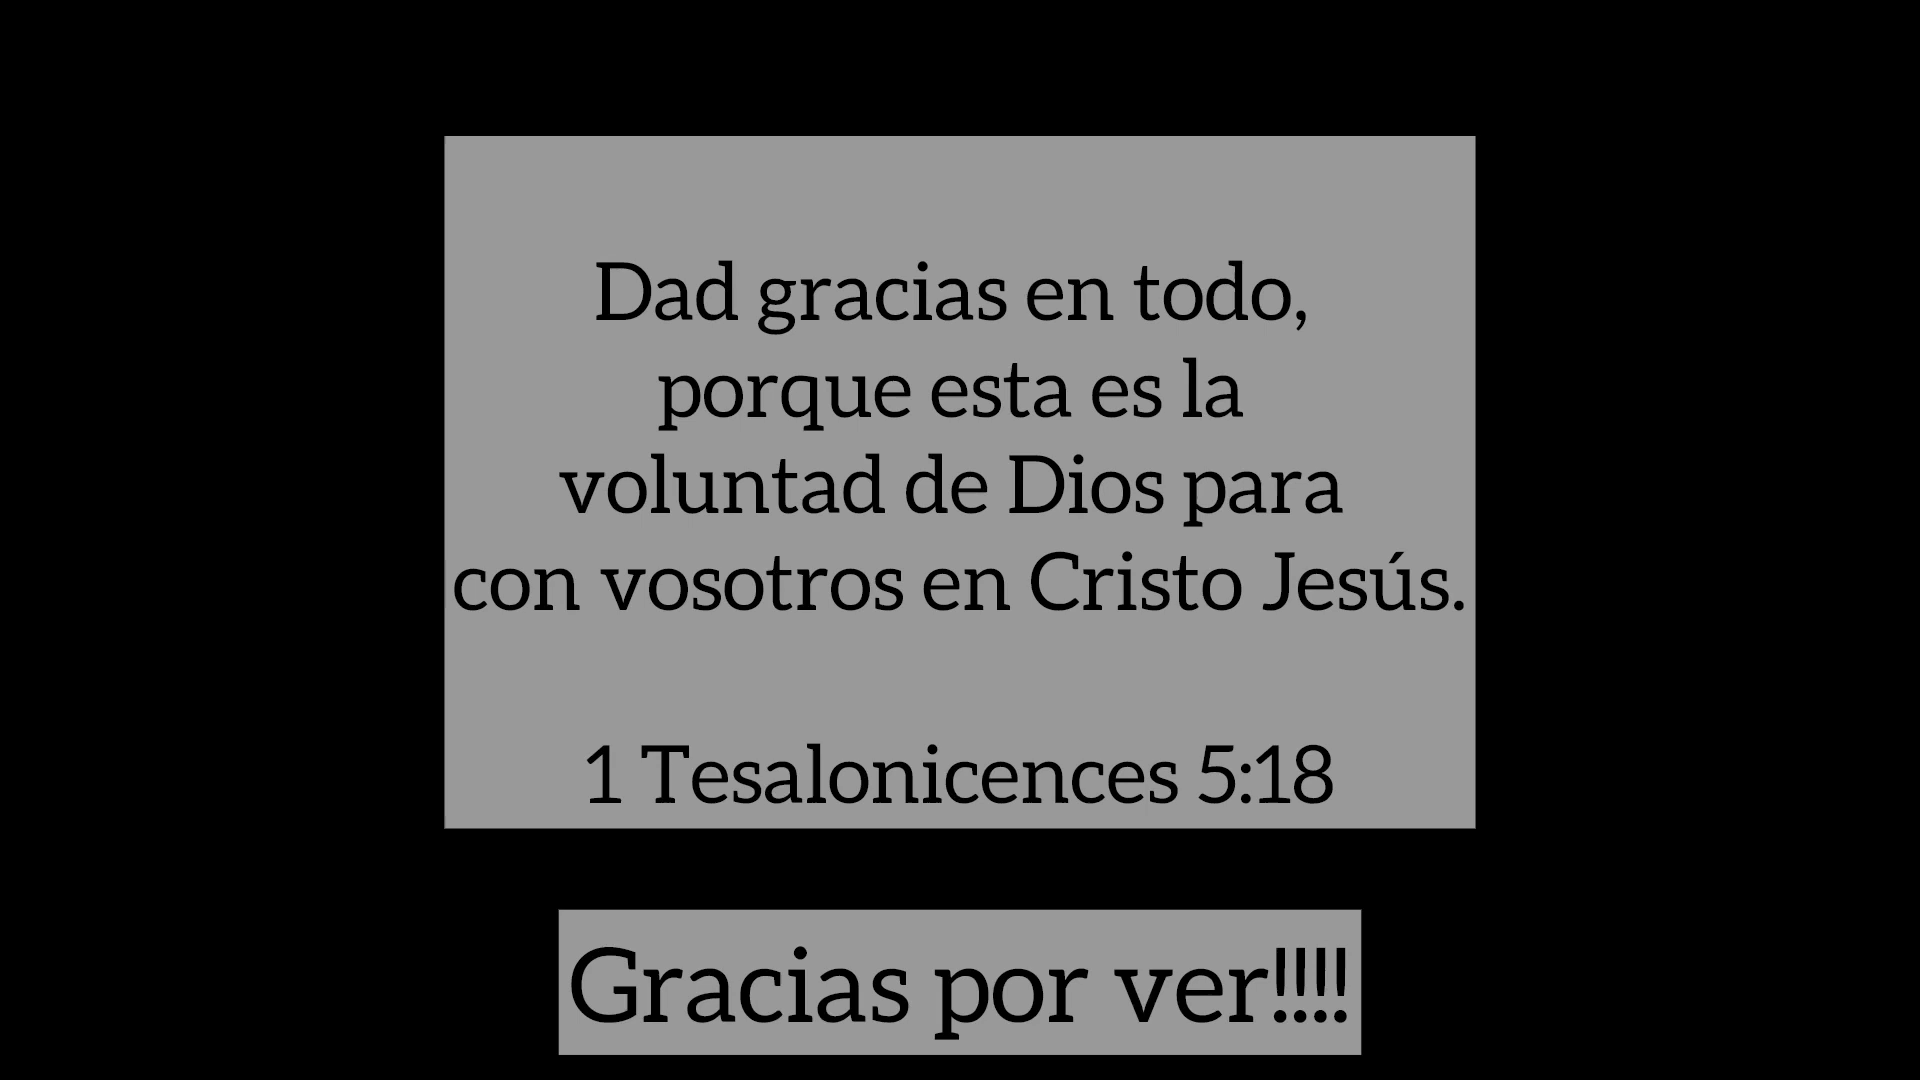 Dad gracias en todo,
porque esta es la
voluntad de Dios para
con vosotros en Cristo Jesús.
1 Tesalonicences 5:18
Gracias por ver!!!!